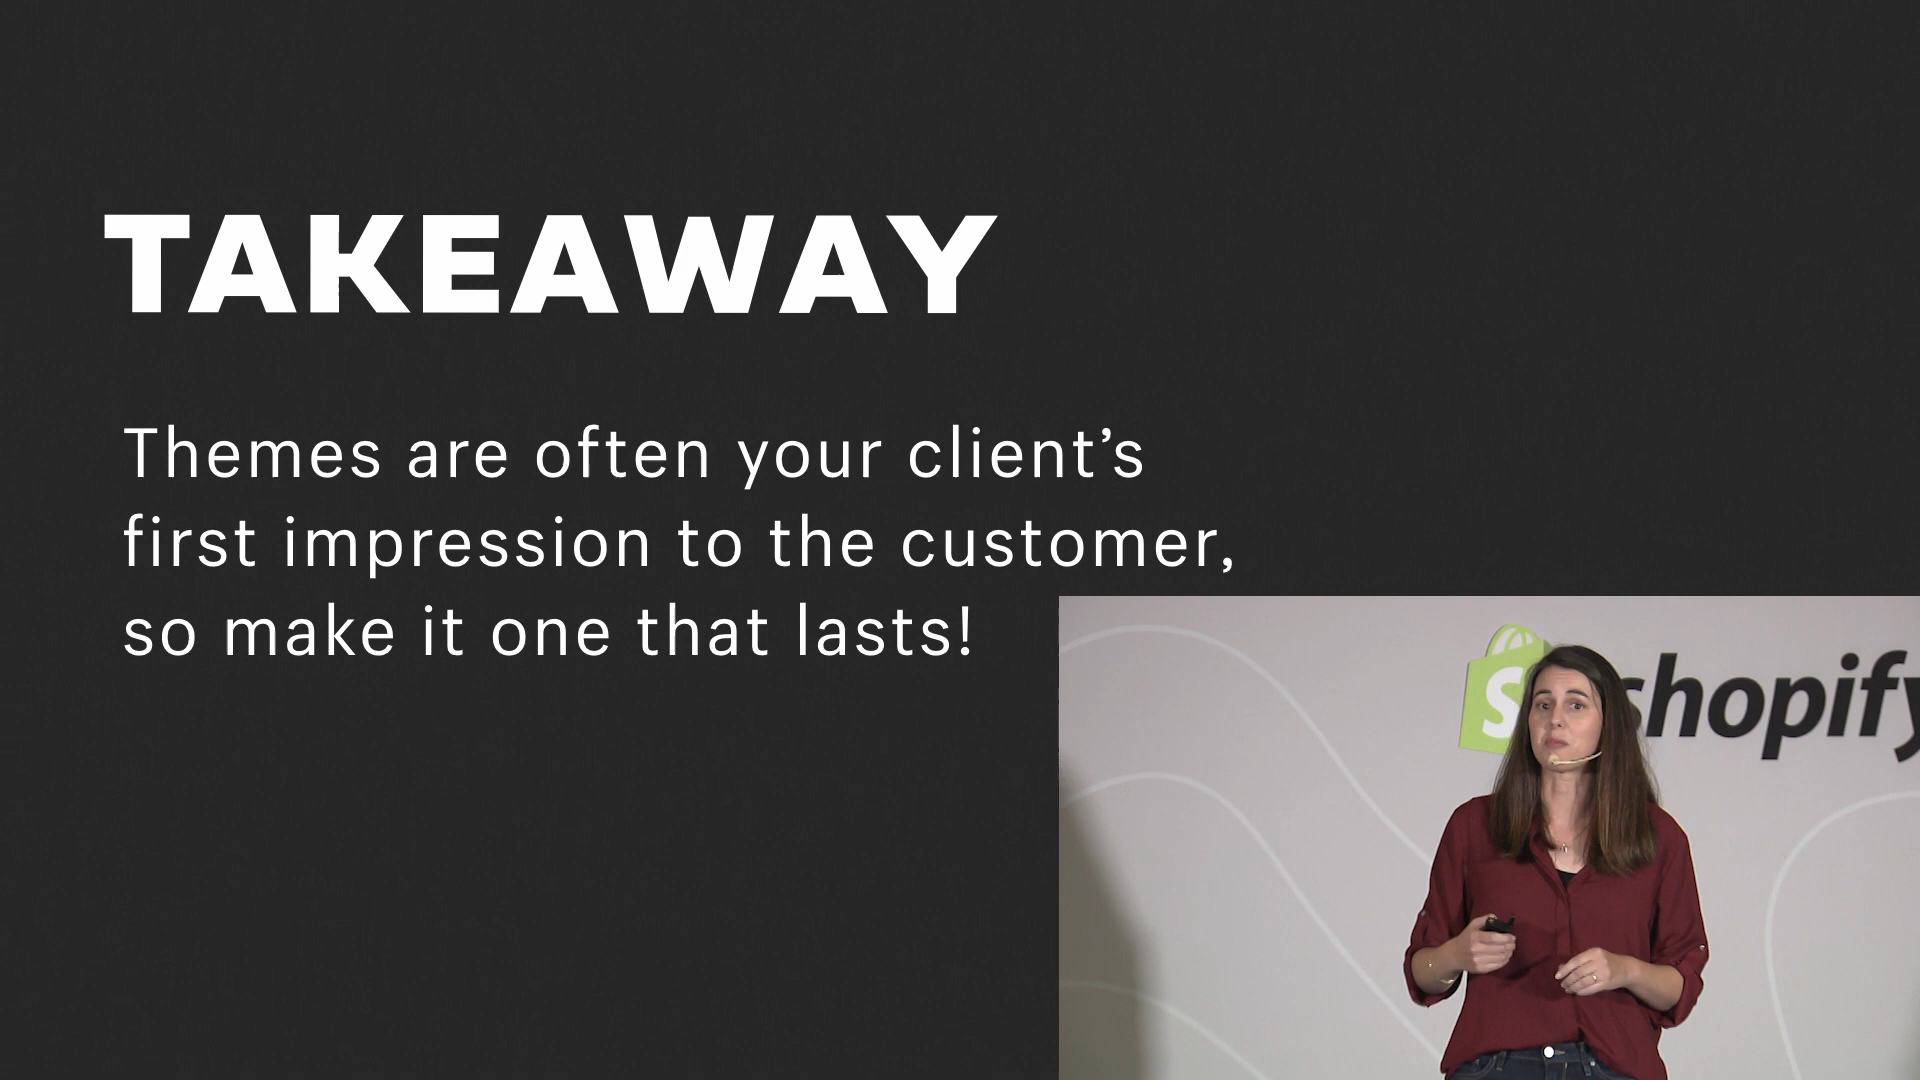 TAKEAWAY
Themes are often your client’s
first impression to the customer,
so make it one that lasts!
S shopify